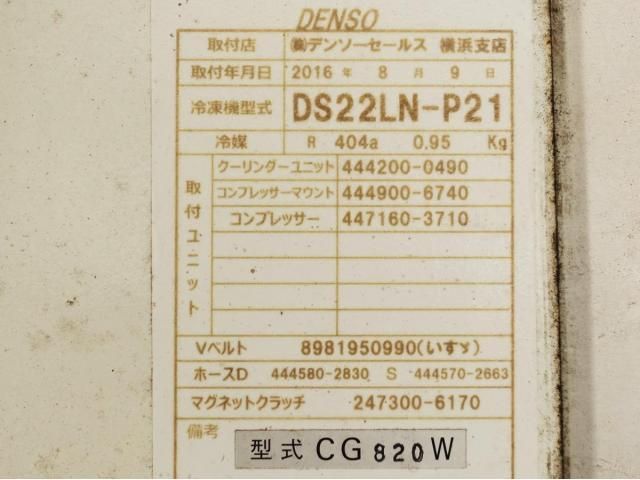 DENSO
取付店 ㈱デンソーセールス 横浜支店
取付年月日 2016 年 8 月 9 日
冷凍機型式 DS22LN-P21
冷媒 R 404a 0.95 Kg
取付ユニット
クーリングーユニット 444200-0490
コンプレッサーマウント 444900-6740
コンプレッサー 447160-3710
Vベルト 8981950990(いすゞ)
ホースD 444580-2830 S 444570-2663
マグネットクラッチ 247300-6170
備考
型式 CG820W